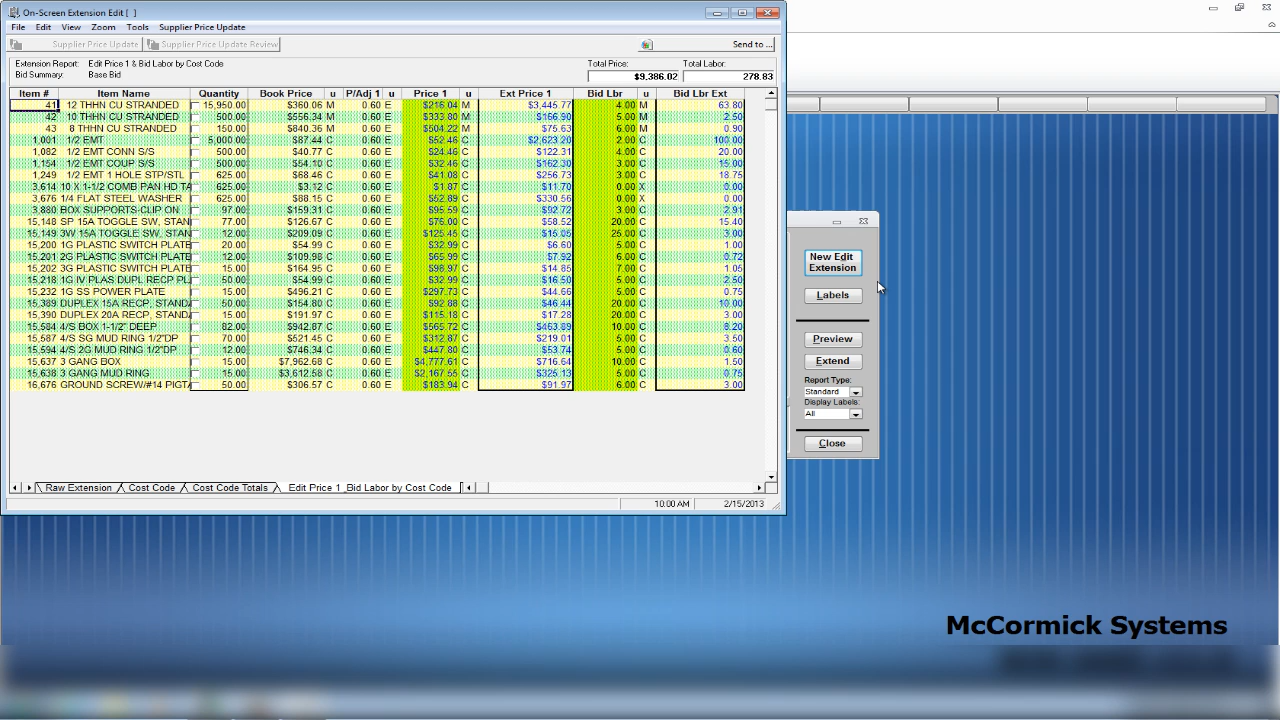 On-Screen Extension Edit [ ]
File Edit View Zoom Tools Supplier Price Update
Supplier Price Update Supplier Price Update Review Send to ...
Extension Report: Edit Price 1 & Bid Labor by Cost Code Total Price: Total Labor:
Bid Summary: Base Bid $9,386.02 278.83
Item # Item Name Quantity Book Price u P/Adj 1 u Price 1 u Ext Price 1 Bid Lbr u Bid Lbr Ext
41 12 THHN CU STRANDED 15,950.00 $360.06 M 0.60 E $216.04 M $3,445.77 4.00 M 63.80
42 10 THHN CU STRANDED 500.00 $556.34 M 0.60 E $333.80 M $166.90 5.00 M 2.50
43 8 THHN CU STRANDED 150.00 $840.36 M 0.60 E $504.22 M $75.63 6.00 M 0.90
1,001 1/2 EMT 5,000.00 $87.44 C 0.60 E $52.46 C $2,623.20 2.00 C 100.00
1,082 1/2 EMT CONN S/S 500.00 $40.77 C 0.60 E $24.46 C $122.31 4.00 C 20.00
1,154 1/2 EMT COUP S/S 500.00 $54.10 C 0.60 E $32.46 C $162.30 3.00 C 15.00
1,249 1/2 EMT 1 HOLE STP/STL 625.00 $68.46 C 0.60 E $41.08 C $256.73 3.00 C 18.75
3,614 10 X 1-1/2 COMB PAN HD TA 625.00 $3.12 C 0.60 E $1.87 C $11.70 0.00 X 0.00
3,676 1/4 FLAT STEEL WASHER 625.00 $88.15 C 0.60 E $52.89 C $330.56 0.00 X 0.00
3,880 BOX SUPPORTS-CLIP ON 97.00 $159.31 C 0.60 E $95.59 C $92.72 3.00 C 2.91
15,148 SP 15A TOGGLE SW, STAN 77.00 $126.67 C 0.60 E $76.00 C $58.52 20.00 C 15.40
15,149 3W 15A TOGGLE SW, STAN 12.00 $209.09 C 0.60 E $125.45 C $15.05 25.00 C 3.00
15,200 1G PLASTIC SWITCH PLATE 20.00 $54.99 C 0.60 E $32.99 C $6.60 5.00 C 1.00
15,201 2G PLASTIC SWITCH PLATE 12.00 $109.98 C 0.60 E $65.99 C $7.92 6.00 C 0.72
15,202 3G PLASTIC SWITCH PLATE 15.00 $164.95 C 0.60 E $98.97 C $14.85 7.00 C 1.05
15,218 1G IV PLAS DUPL RECP PL 50.00 $54.99 C 0.60 E $32.99 C $16.50 5.00 C 2.50
15,232 1G SS POWER PLATE 15.00 $496.21 C 0.60 E $297.73 C $44.66 5.00 C 0.75
15,389 DUPLEX 15A RECP, STANDA 50.00 $154.80 C 0.60 E $92.88 C $46.44 20.00 C 10.00
15,390 DUPLEX 20A RECP, STANDA 15.00 $191.97 C 0.60 E $115.18 C $17.28 20.00 C 3.00
15,584 4/S BOX 1-1/2" DEEP 82.00 $942.87 C 0.60 E $565.72 C $463.89 10.00 C 8.20
15,587 4/S SG MUD RING 1/2"DP 70.00 $521.45 C 0.60 E $312.87 C $219.01 5.00 C 3.50
15,594 4/S 2G MUD RING 1/2"DP 12.00 $746.34 C 0.60 E $447.80 C $53.74 5.00 C 0.60
15,637 3 GANG BOX 15.00 $7,962.68 C 0.60 E $4,777.61 C $716.64 10.00 C 1.50
15,638 3 GANG MUD RING 15.00 $3,612.58 C 0.60 E $2,167.55 C $325.13 5.00 C 0.75
16,676 GROUND SCREW/#14 PIGTA 50.00 $306.57 C 0.60 E $183.94 C $91.97 6.00 C 3.00
Raw Extension Cost Code Cost Code Totals Edit Price 1 _Bid Labor by Cost Code
10:00 AM 2/15/2013
New Edit
Extension
Labels
Preview
Extend
Report Type:
Standard
Display Labels:
All
Close
McCormick Systems